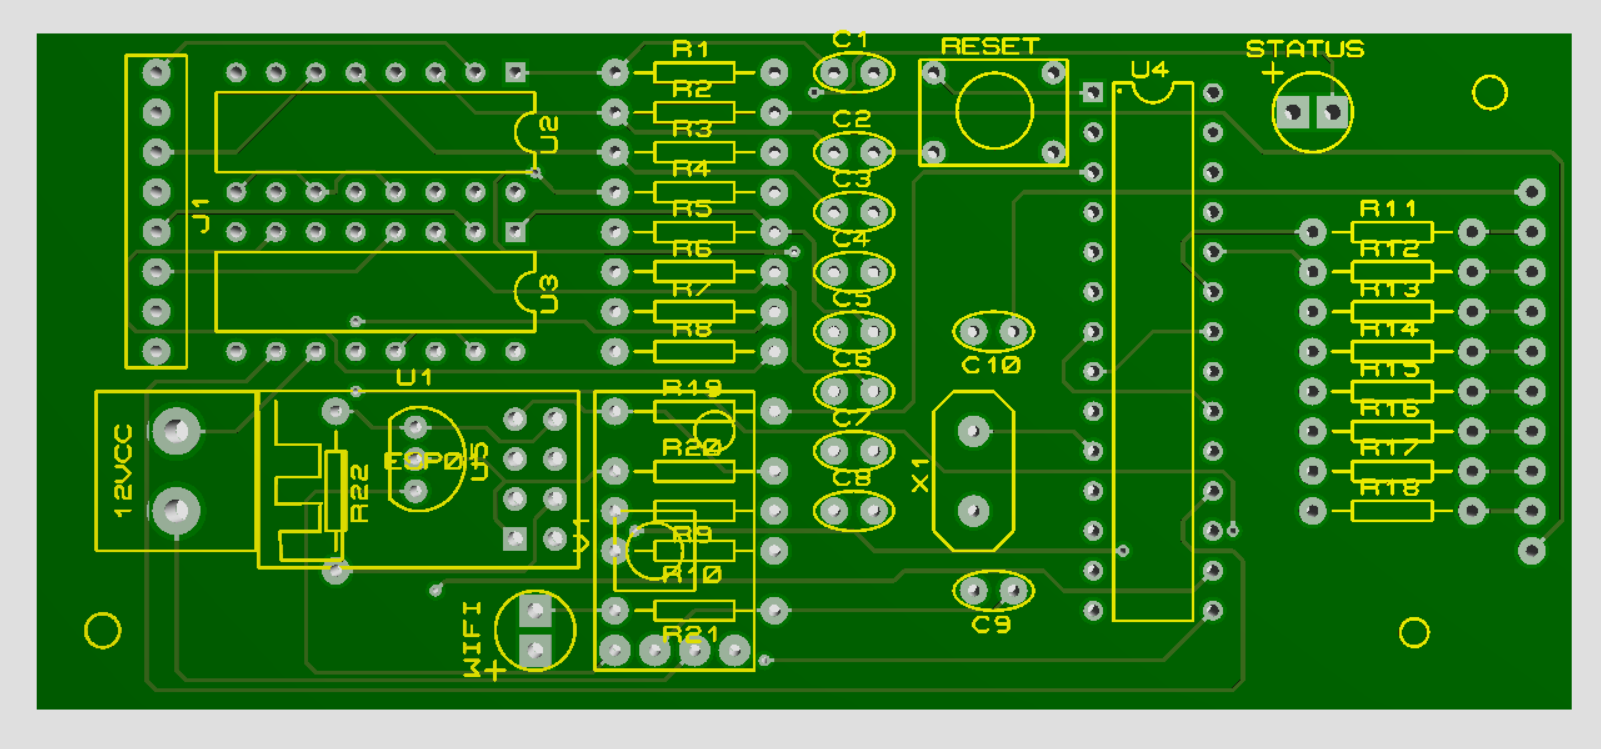 C1
R1
RESET
STATUS
+
U4
R2
C2
R3
U2
R4
C3
J1
R5
R11
C4
R6
R12
U3
R7
C5
R13
R8
R14
C6
C10
U1
R15
R19
C7
R16
12VCC
R20
R17
ESP01
U5
X1
C8
R18
R22
R9
V1
R10
C9
WIFI
+
R21